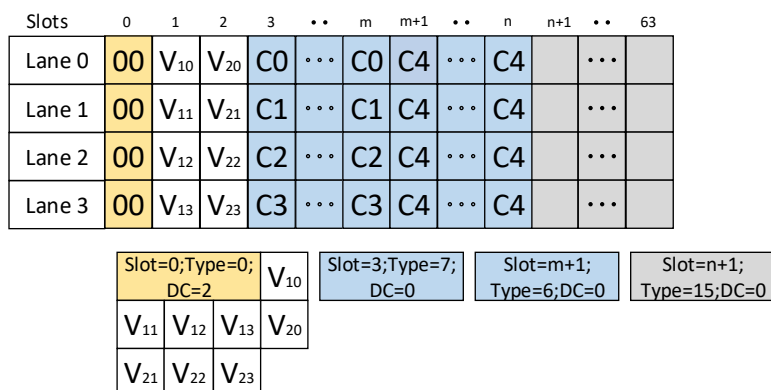 Slots 0 1 2 3 •• m m+1 •• n n+1 •• 63
Lane 0 00 V10 V20 C0 ∘∘∘ C0 C4 ∘∘∘ C4 •••
Lane 1 00 V11 V21 C1 ∘∘∘ C1 C4 ∘∘∘ C4 •••
Lane 2 00 V12 V22 C2 ∘∘∘ C2 C4 ∘∘∘ C4 •••
Lane 3 00 V13 V23 C3 ∘∘∘ C3 C4 ∘∘∘ C4 •••
Slot=0;Type=0;
DC=2
V10
V11 V12 V13 V20
V21 V22 V23
Slot=3;Type=7;
DC=0
Slot=m+1;
Type=6;DC=0
Slot=n+1;
Type=15;DC=0